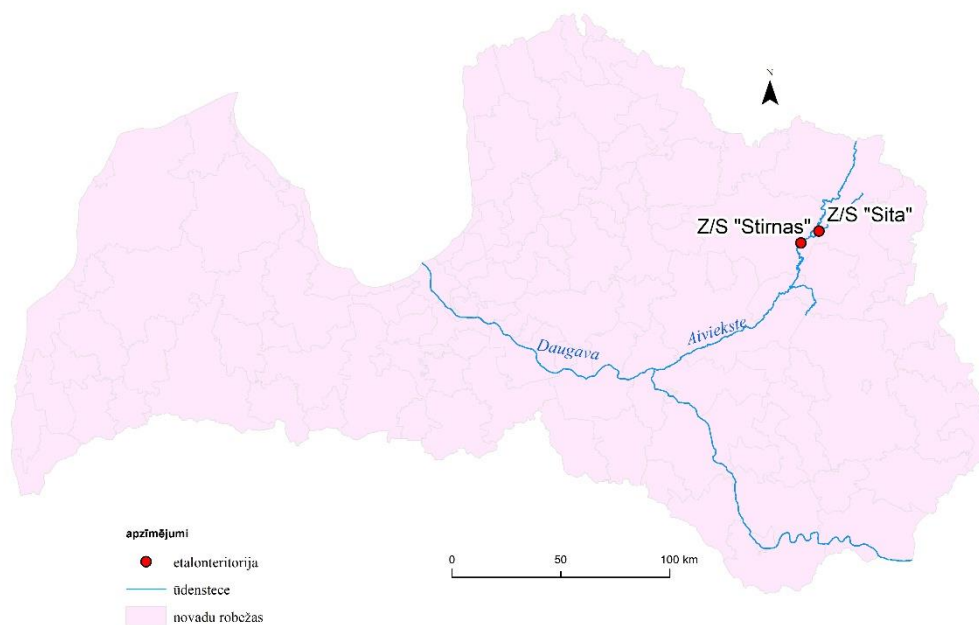 N
Z/S "Sita"
Z/S "Stirnas"
Daugava
Aiviekste
apzīmējumi
etalonteritorija
ūdenstece
novadu robežas
0 50 100 km